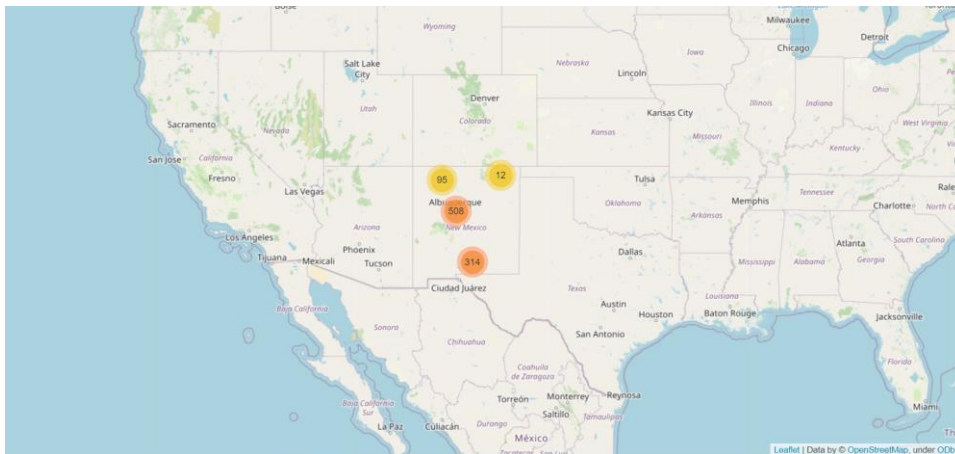 Boise
Wyoming
Milwaukee
Detroit
Iowa
Chicago
Salt Lake
City
Nebraska
Lincoln
Utah
Denver
Illinois
Indiana
Ohio
Nevada
Colorado
Kansas City
West Virginia
Sacramento
Kansas
Missouri
San Jose
California
Kentucky
Fresno
95
12
Tulsa
Las Vegas
Albuquerque
Oklahoma
Tennessee
Memphis
Charlotte
508
Arkansas
Arizona
New Mexico
Los Angeles
Atlanta
South Carolina
Phoenix
Dallas
Tijuana
Mexicali
Tucson
314
Mississippi
Alabama
Georgia
Ciudad Juárez
Texas
Louisiana
Baja California
Austin
Houston
Baton Rouge
Jacksonville
Sonora
San Antonio
Chihuahua
Florida
Coahuila
de Zaragoza
Torreón
Monterrey
Reynosa
Miami
Baja California
Sur
Saltillo
Tamaulipas
La Paz
Culiacán
Durango
México
Leaflet | Data by © OpenStreetMap, under ODb